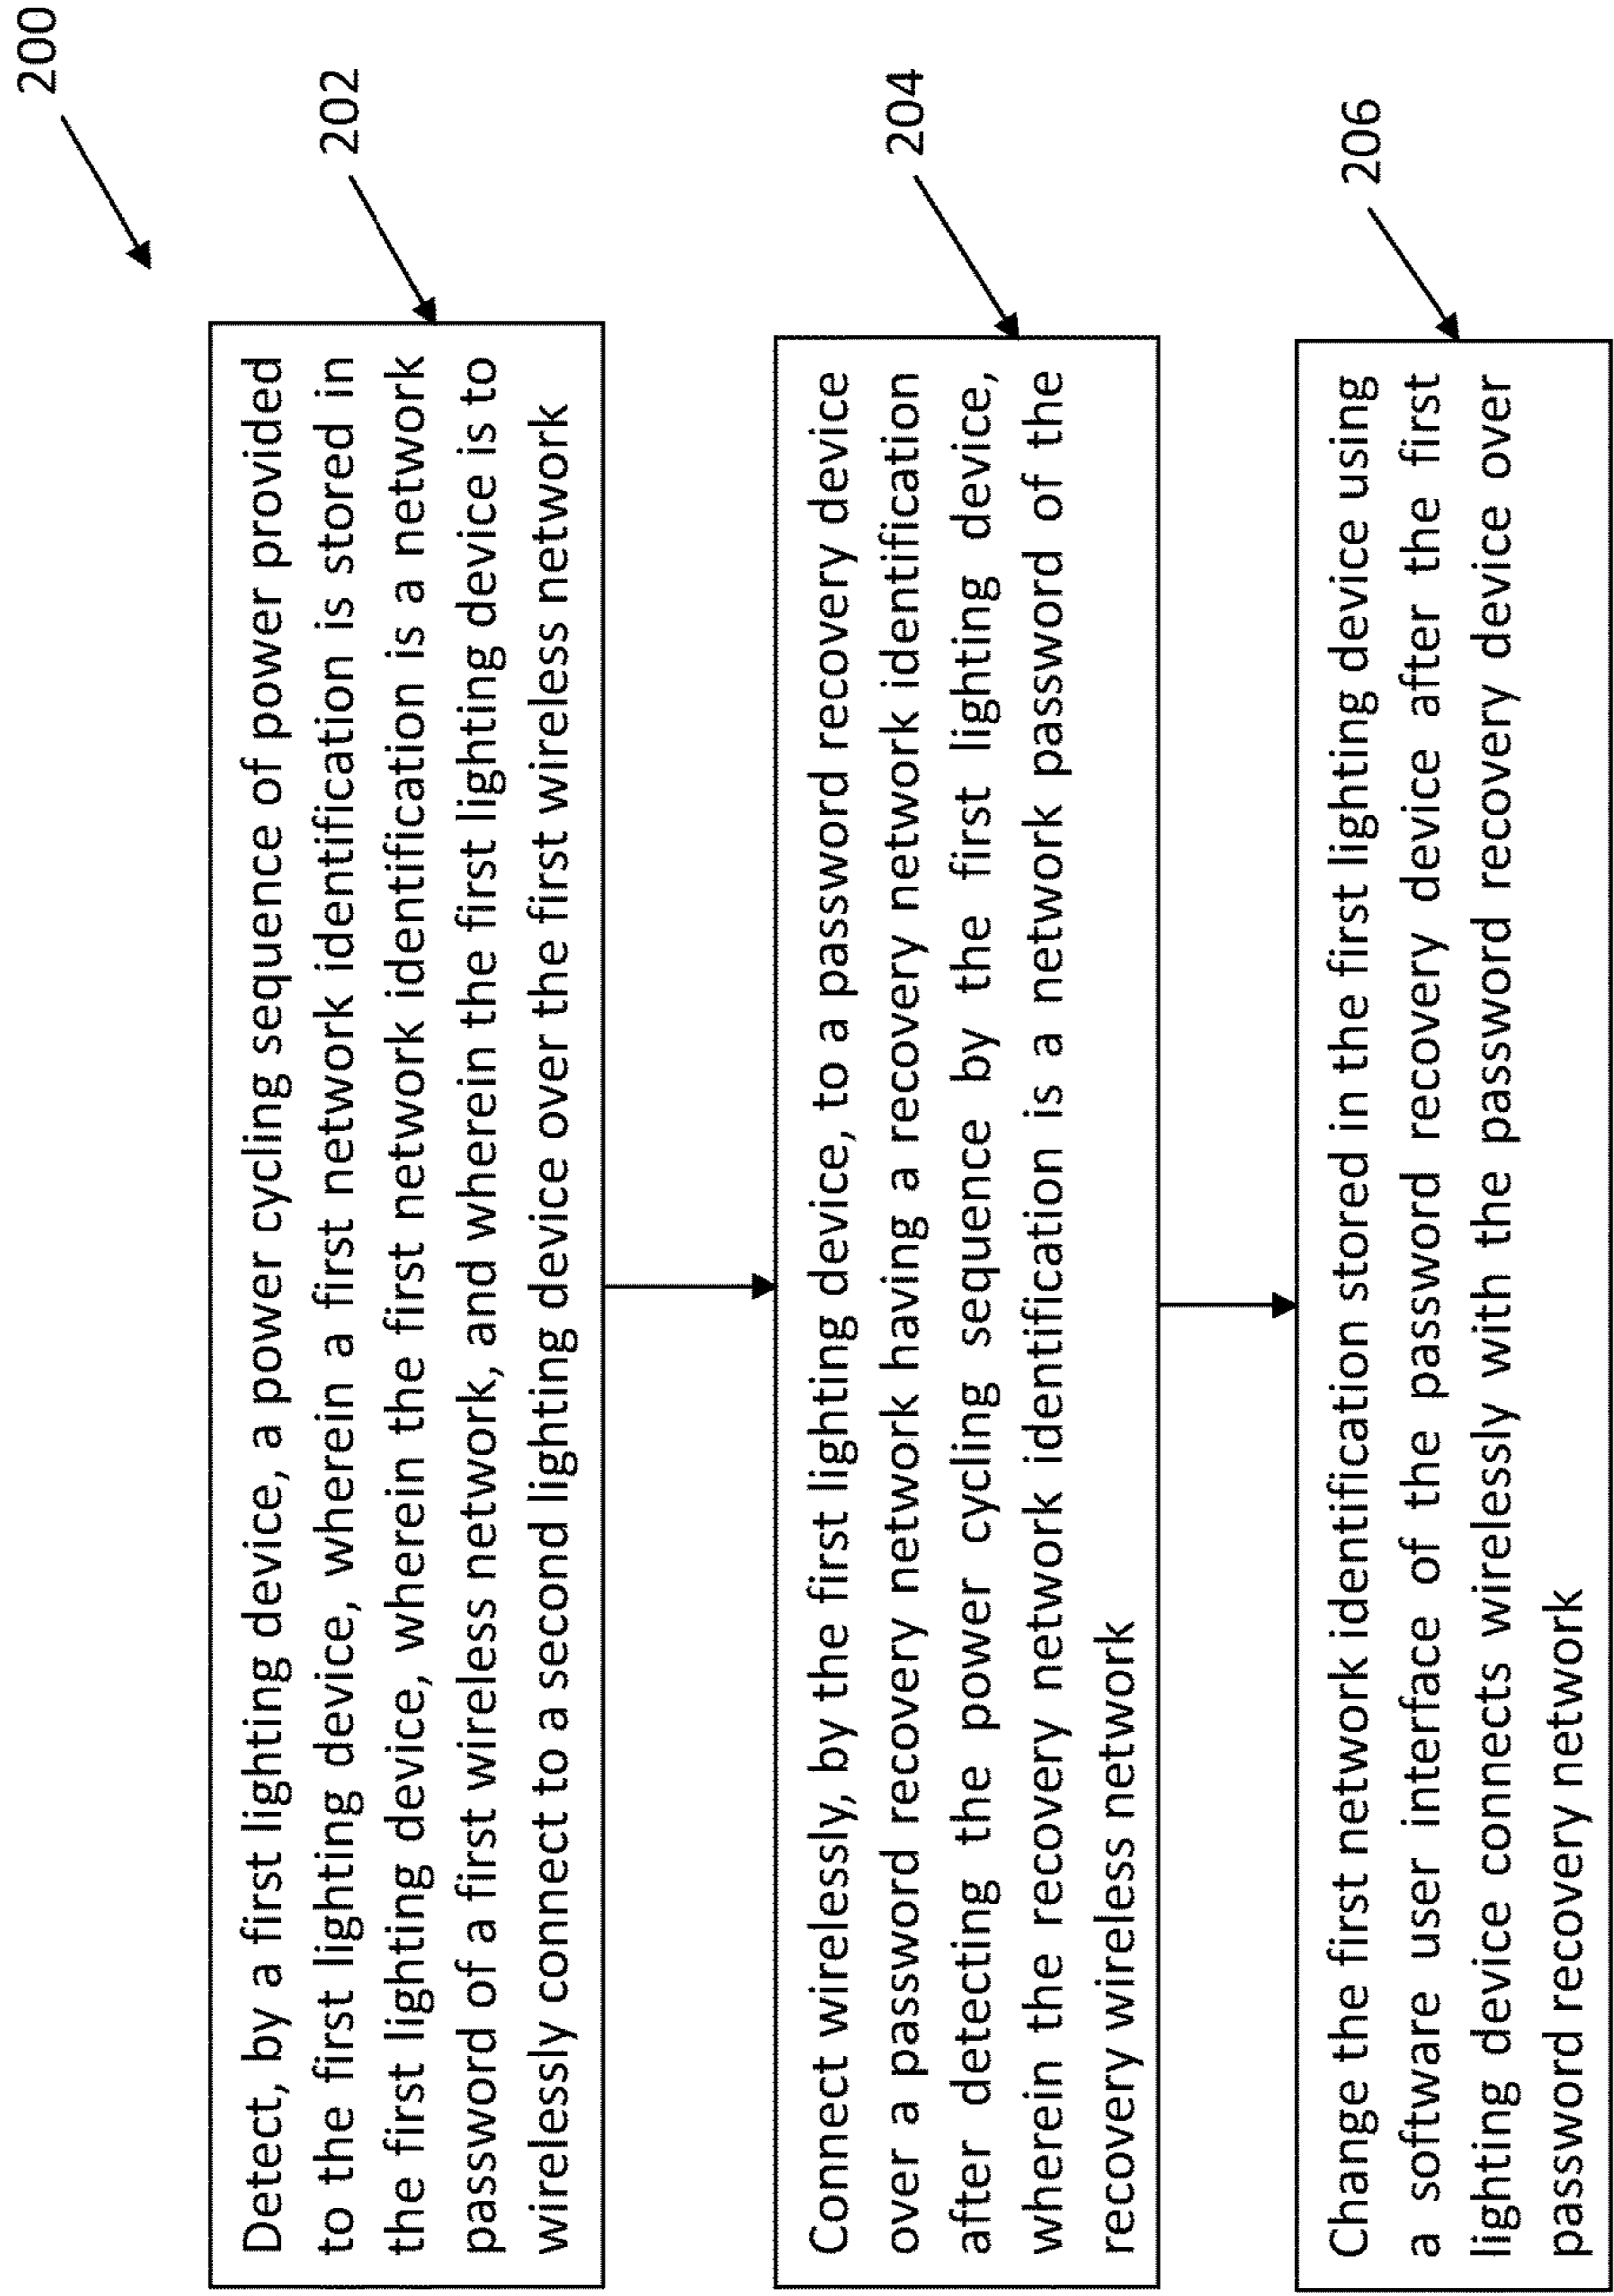 200
202
Detect, by a first lighting device, a power cycling sequence of power provided
to the first lighting device, wherein a first network identification is stored in
the first lighting device, wherein the first network identification is a network
password of a first wireless network, and wherein the first lighting device is to
wirelessly connect to a second lighting device over the first wireless network
204
Connect wirelessly, by the first lighting device, to a password recovery device
over a password recovery network having a recovery network identification
after detecting the power cycling sequence by the first lighting device,
wherein the recovery network identification is a network password of the
recovery wireless network
206
Change the first network identification stored in the first lighting device using
a software user interface of the password recovery device after the first
lighting device connects wirelessly with the password recovery device over
password recovery network